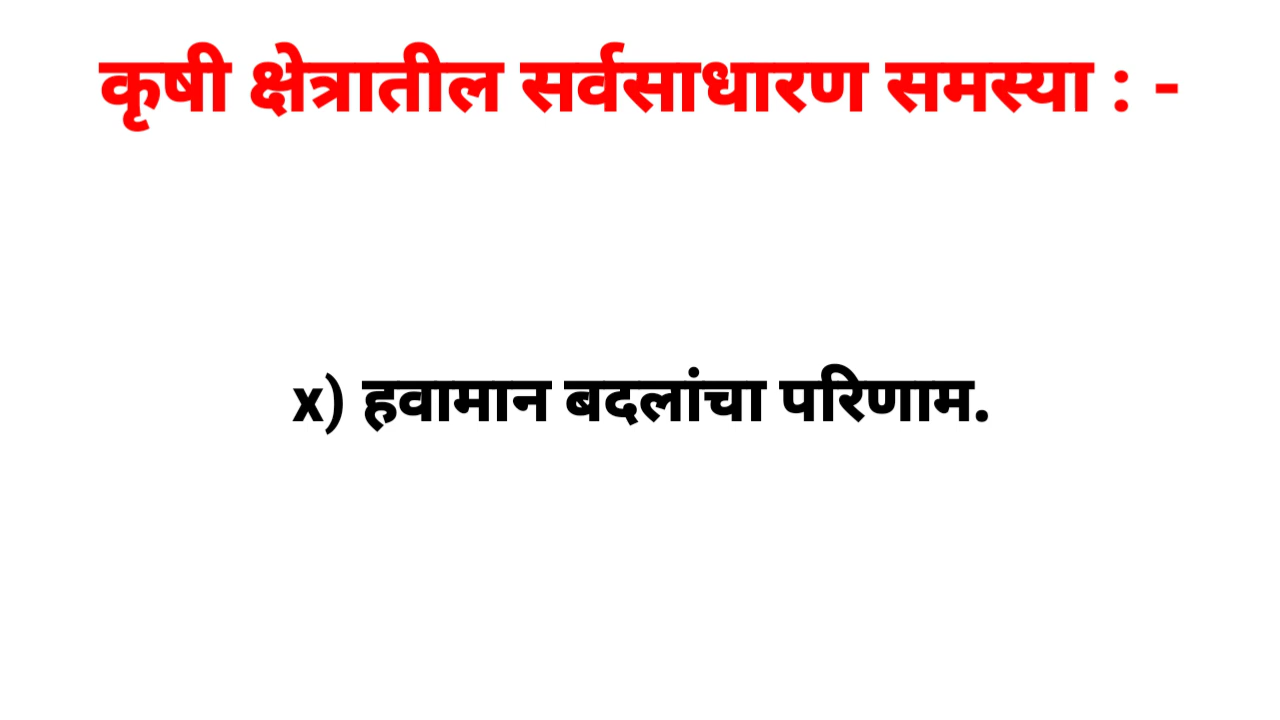 कृषी क्षेत्रातील सर्वसाधारण समस्या : -
x) हवामान बदलांचा परिणाम.